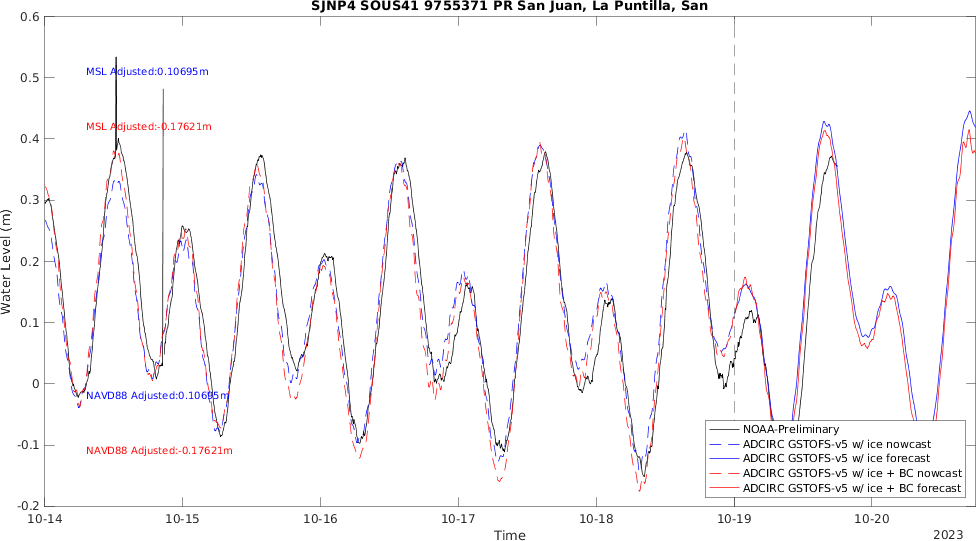 SJNP4 SOUS41 9755371 PR San Juan, La Puntilla, San
0.6
0.5
0.4
0.3
0.2
0.1
0
-0.1
-0.2
Water Level (m)
MSL Adjusted:0.10695m
MSL Adjusted:-0.17621m
NAVD88 Adjusted:0.10695m
NAVD88 Adjusted:-0.17621m
NOAA-Preliminary
ADCIRC GSTOFS-v5 w/ ice nowcast
ADCIRC GSTOFS-v5 w/ ice forecast
ADCIRC GSTOFS-v5 w/ ice + BC nowcast
ADCIRC GSTOFS-v5 w/ ice + BC forecast
10-14 10-15 10-16 10-17 10-18 10-19 10-20
Time
2023